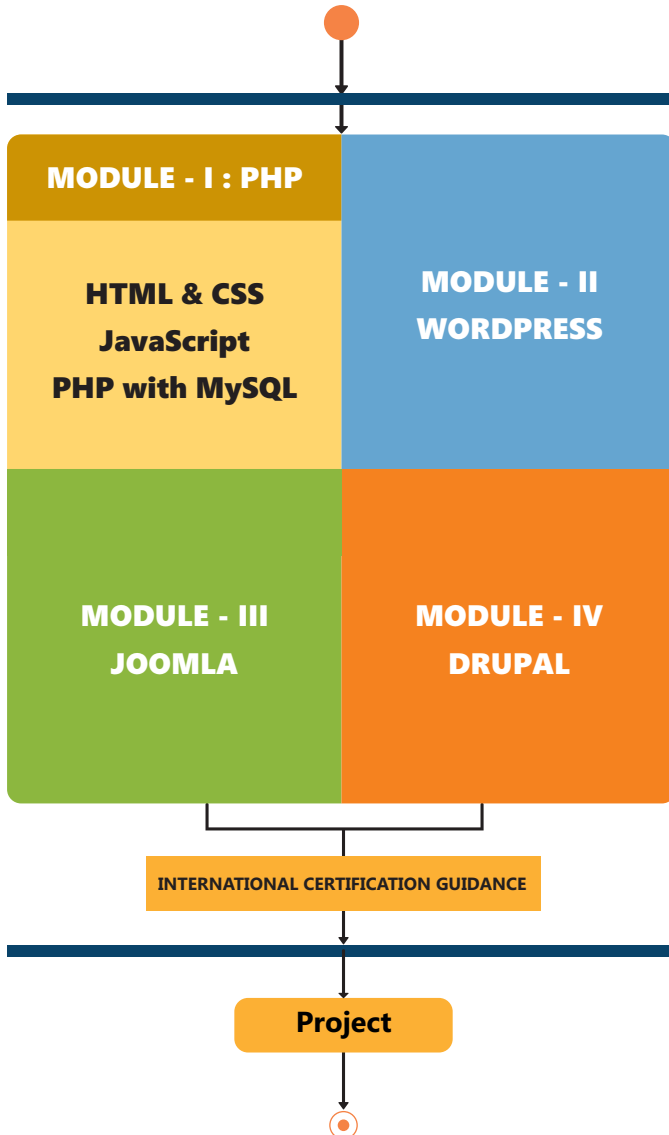 MODULE - I : PHP
HTML & CSS
JavaScript
PHP with MySQL
MODULE - II
WORDPRESS
MODULE - III
JOOMLA
MODULE - IV
DRUPAL
INTERNATIONAL CERTIFICATION GUIDANCE
Project